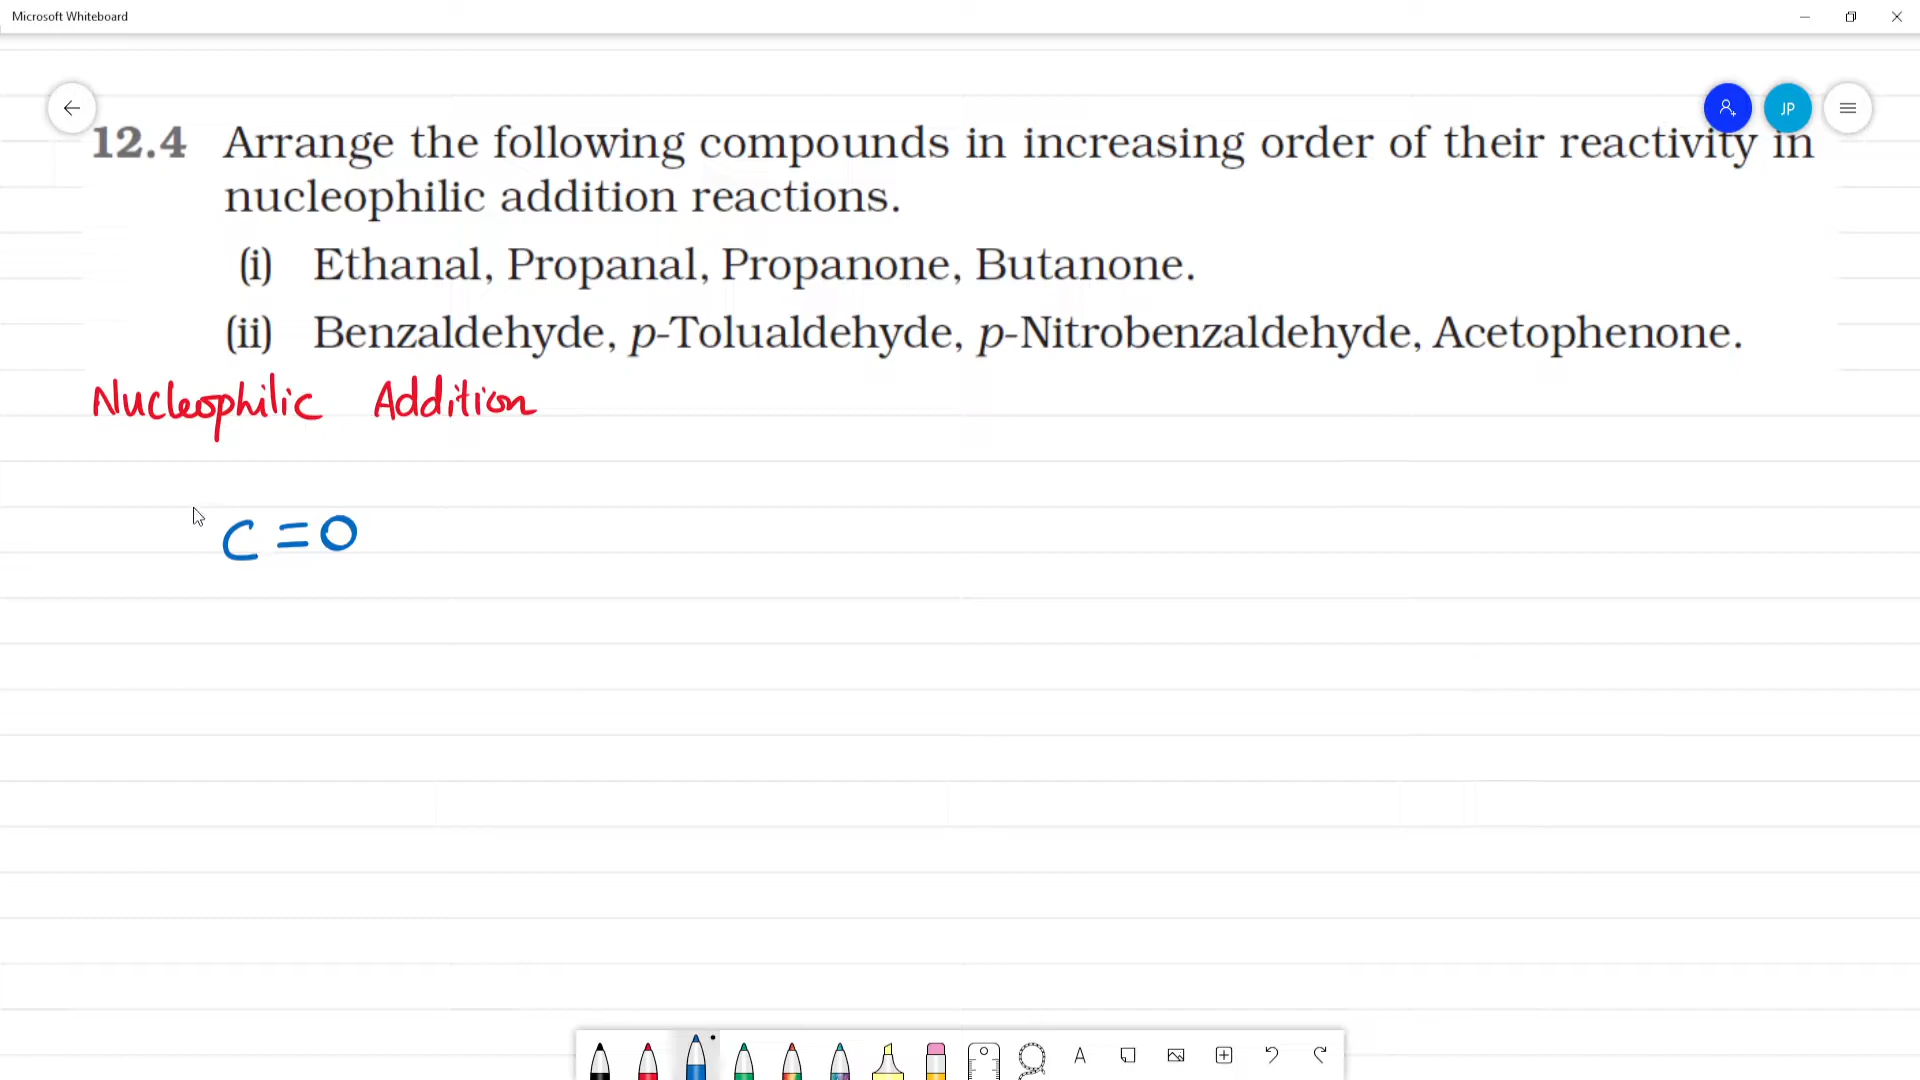 Microsoft Whiteboard
JP
12.4 Arrange the following compounds in increasing order of their reactivity in
nucleophilic addition reactions.
(i) Ethanal, Propanal, Propanone, Butanone.
(ii) Benzaldehyde, p-Tolualdehyde, p-Nitrobenzaldehyde, Acetophenone.
Nucleophilic Addition
C=O
A